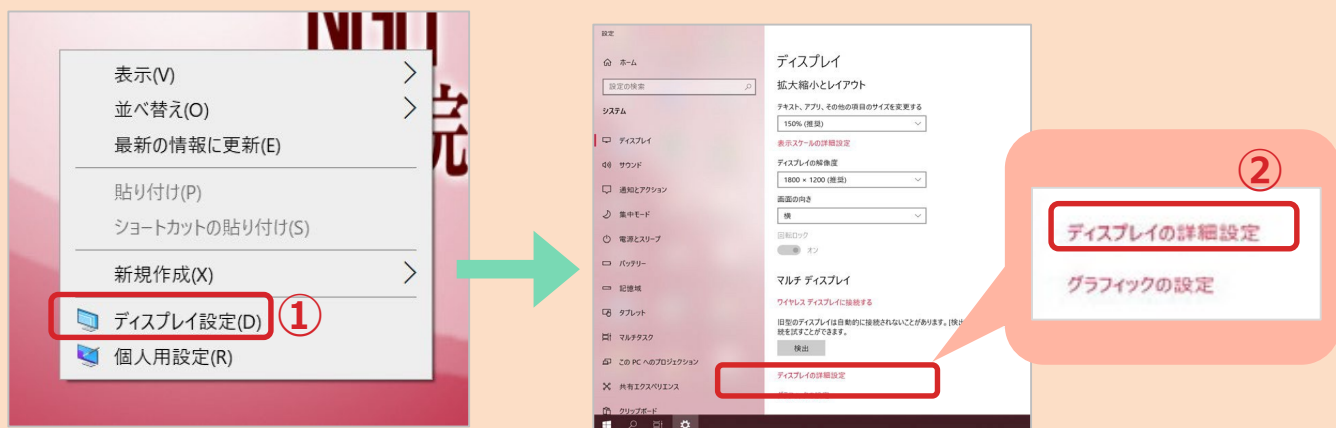 表示(V)
並べ替え(O)
最新の情報に更新(E)
貼り付け(P)
ショートカットの貼り付け(S)
新規作成(X)
ディスプレイ設定(D)
①
個人用設定(R)
設定
ホーム
設定の検索
システム
ディスプレイ
サウンド
通知とアクション
集中モード
電源とスリープ
バッテリー
記憶域
タブレット
マルチタスク
この PC へのプロジェクション
共有エクスペリエンス
クリップボード
ディスプレイ
拡大縮小とレイアウト
テキスト、アプリ、その他の項目のサイズを変更する
150% (推奨)
表示スケールの詳細設定
ディスプレイの解像度
1800 × 1200 (推奨)
画面の向き
横
回転ロック
オン
マルチ ディスプレイ
ワイヤレス ディスプレイに接続する
旧型のディスプレイは自動的に接続されないことがあります。[検出
続を試すことができます。
検出
ディスプレイの詳細設定
②
ディスプレイの詳細設定
グラフィックの設定